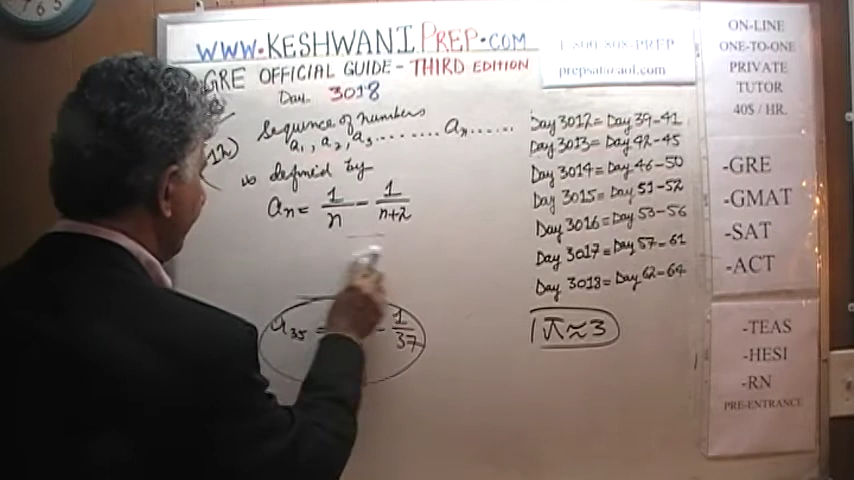 WWW.KESHWANIPREP.COM
GRE OFFICIAL GUIDE - THIRD EDITION
Day 3018
12) Sequence of numbers
a₁, a₂, a₃ ........ aₙ ......
is defined by
aₙ = 1/n - 1/(n+2)
a₃₅ = - 1/37
1-800-808-PREP
prepsat@aol.com
Day 3012 = Day 39-41
Day 3013 = Day 42-45
Day 3014 = Day 46-50
Day 3015 = Day 51-52
Day 3016 = Day 53-56
Day 3017 = Day 57-61
Day 3018 = Day 62-64
π≈3
ON-LINE
ONE-TO-ONE
PRIVATE
TUTOR
40$ / HR.
-GRE
-GMAT
-SAT
-ACT
-TEAS
-HESI
-RN
PRE-ENTRANCE